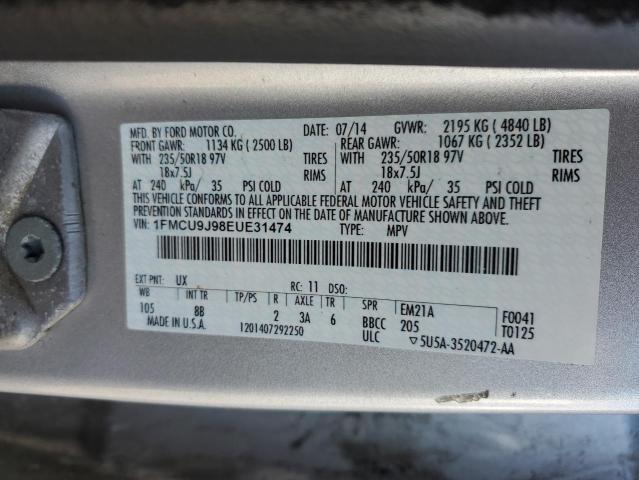 MFD. BY FORD MOTOR CO. 07/14 GVWR: 2195 KG ( 4840 LB)
FRONT GAWR: 1134 KG ( 2500 LB) REAR GAWR: 1067 KG ( 2352 LB)
WITH 235/50R18 97V TIRES WITH 235/50R18 97V TIRES
18x7.5J RIMS 18x7.5J RIMS
AT 240 kPa/ 35 PSI COLD AT 240 kPa/ 35 PSI COLD
THIS VEHICLE CONFORMS TO ALL APPLICABLE FEDERAL MOTOR VEHICLE SAFETY AND
THEFT PREVENTION STANDARDS IN EFFECT ON THE DATE OF MANUFACTURE SHOWN ABOVE.
VIN: 1FMCU9J98EUE31474 TYPE: MPV
EXT PNT: UX RC: 11 DSO:
WB INT TR TP/PS R AXLE TR SPR EM21A F0041
105 8B 2 3A 6 BBCC 205 T0125
MADE IN U.S.A. 1201407292250 ULC ▽5U5A-3520472-AA